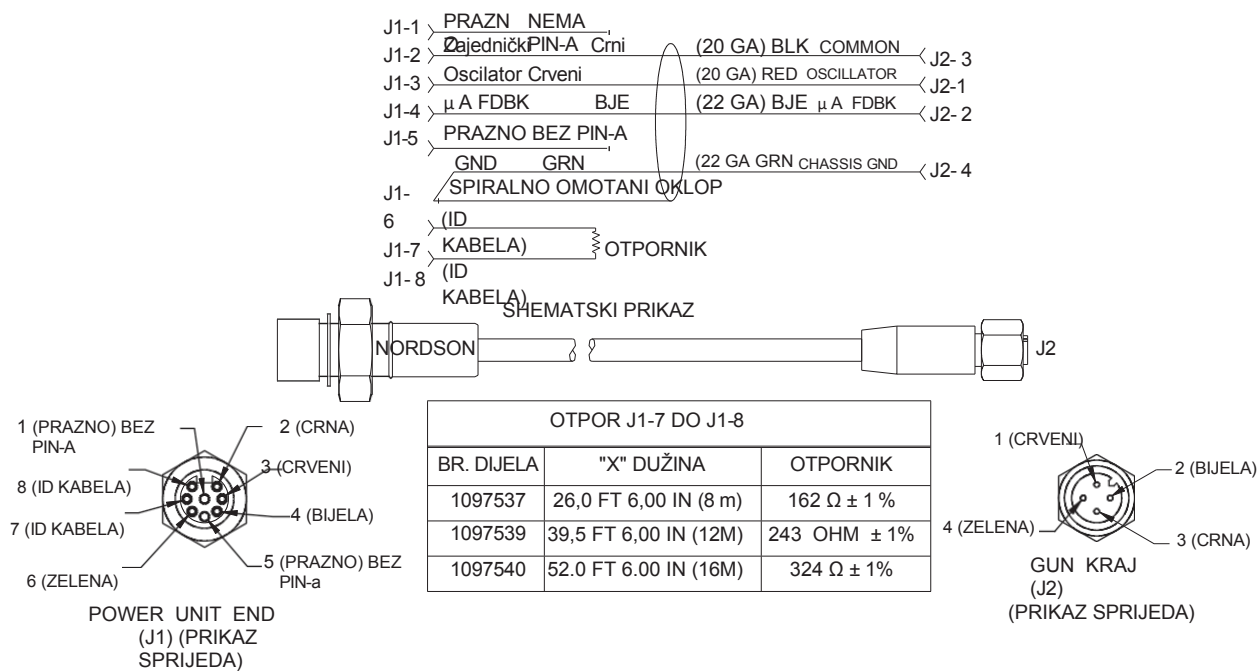 J1-1 PRAZN NEMA
J1-2 Zajednički PIN-A Crni (20 GA) BLK COMMON J2- 3
J1-3 Oscilator Crveni (20 GA) RED OSCILLATOR J2-1
J1-4 µ A FDBK BJE (22 GA) BJE µ A FDBK J2- 2
J1-5 PRAZNO BEZ PIN-A
GND GRN (22 GA GRN CHASSIS GND J2- 4
SPIRALNO OMOTANI OKLOP
J1-
6 (ID
J1-7 KABELA) OTPORNIK
J1- 8 (ID
KABELA)
SHEMATSKI PRIKAZ
NORDSON
J2
1 (PRAZNO) BEZ
PIN-A
2 (CRNA)
3 (CRVENI)
8 (ID KABELA)
4 (BIJELA)
7 (ID KABELA)
5 (PRAZNO) BEZ
PIN-a
6 (ZELENA)
POWER UNIT END
(J1) (PRIKAZ
SPRIJEDA)
OTPOR J1-7 DO J1-8
BR. DIJELA "X" DUŽINA OTPORNIK
1097537 26,0 FT 6,00 IN (8 m) 162 Ω ± 1 %
1097539 39,5 FT 6,00 IN (12M) 243 OHM ± 1%
1097540 52.0 FT 6.00 IN (16M) 324 Ω ± 1%
1 (CRVENI)
2 (BIJELA)
4 (ZELENA)
3 (CRNA)
GUN KRAJ
(J2)
(PRIKAZ SPRIJEDA)